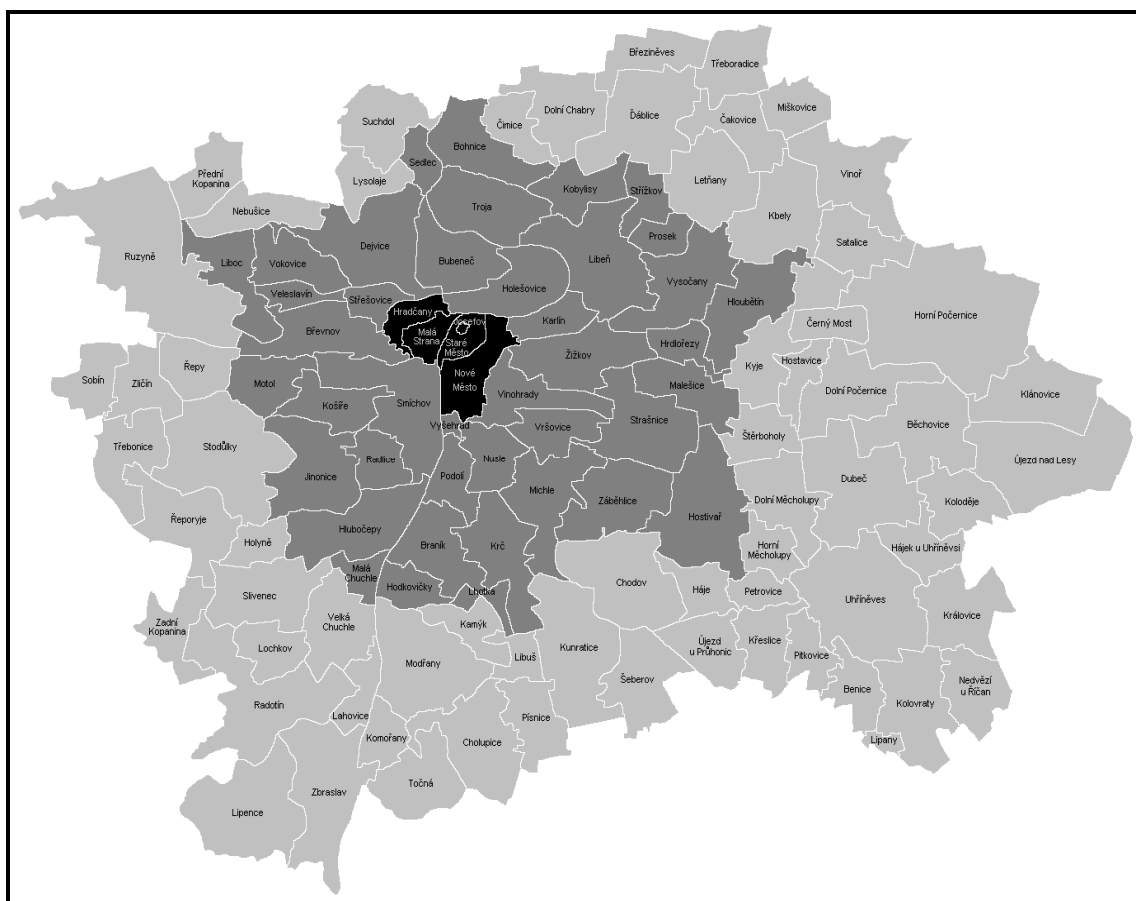 Březiněves
Třeboradice
Miškovice
Dolní Chabry
Ďáblice
Čakovice
Suchdol
Čimice
Bohnice
Sedlec
Vinoř
Přední
Kopanina
Lysolaje
Kobylisy
Střížkov
Letňany
Nebušice
Troja
Kbely
Prosek
Dejvice
Satalice
Ruzyně
Liboc
Vokovice
Bubeneč
Libeň
Vysočany
Holešovice
Veleslavín
Střešovice
Hloubětín
Hradčany
Horní Počernice
Josefov
Karlín
Břevnov
Malá
Strana
Staré
Město
Černý Most
Hrdlořezy
Žižkov
Kyje
Hostavice
Řepy
Nové
Město
Sobín
Zličín
Motol
Malešice
Dolní Počernice
Košíře
Smíchov
Vinohrady
Klánovice
Strašnice
Vyšehrad
Vršovice
Běchovice
Štěrboholy
Třebonice
Stodůlky
Radlice
Nusle
Újezd nad Lesy
Jinonice
Podolí
Michle
Dubeč
Záběhlice
Dolní Měcholupy
Koloděje
Řeporyje
Hostivař
Hlubočepy
Holyně
Braník
Krč
Horní
Měcholupy
Hájek u Uhříněvsi
Malá
Chuchle
Hodkovičky
Lhotka
Chodov
Háje
Petrovice
Slivenec
Uhříněves
Zadní
Kopanina
Velká
Chuchle
Kamýk
Královice
Lochkov
Modřany
Libuš
Kunratice
Újezd
u Průhonic
Křeslice
Pitkovice
Šeberov
Benice
Nedvězí
u Říčan
Radotín
Kolovraty
Lahovice
Písnice
Komořany
Cholupice
Lipany
Točná
Zbraslav
Lipence